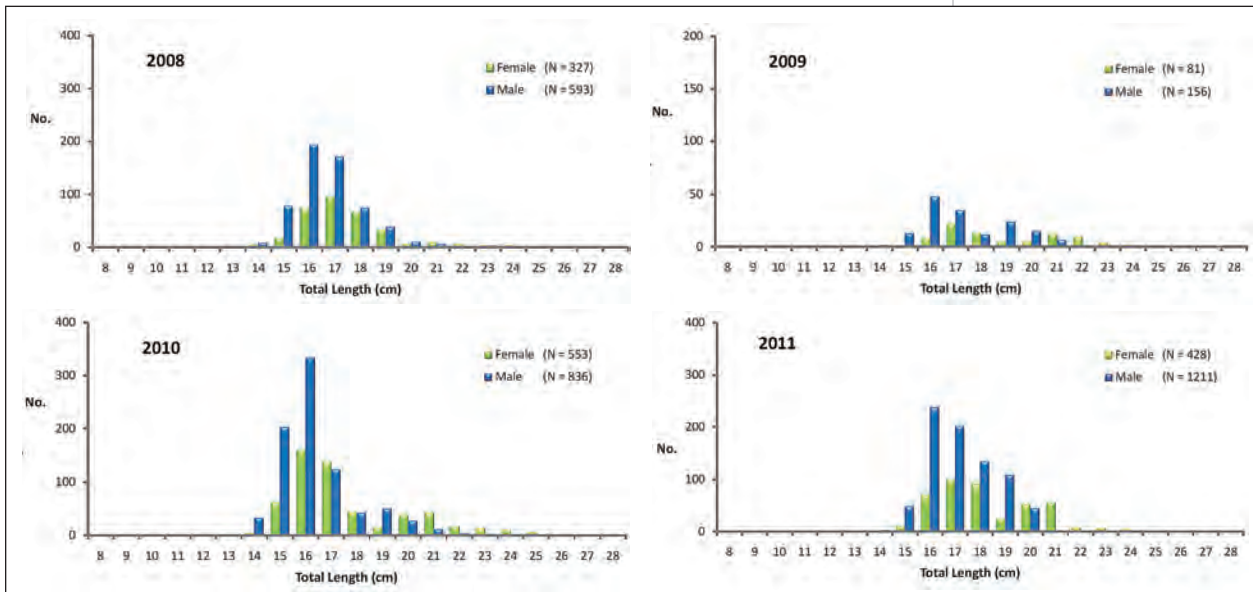 2008
400
300
200
100
0
No.
Female (N = 327)
Male (N = 593)
8 9 10 11 12 13 14 15 16 17 18 19 20 21 22 23 24 25 26 27 28
Total Length (cm)
2009
200
150
100
50
0
No.
Female (N = 81)
Male (N = 156)
8 9 10 11 12 13 14 15 16 17 18 19 20 21 22 23 24 25 26 27 28
Total Length (cm)
2010
400
300
200
100
0
No.
Female (N = 553)
Male (N = 836)
8 9 10 11 12 13 14 15 16 17 18 19 20 21 22 23 24 25 26 27 28
Total Length (cm)
2011
400
300
200
100
0
No.
Female (N = 428)
Male (N = 1211)
8 9 10 11 12 13 14 15 16 17 18 19 20 21 22 23 24 25 26 27 28
Total Length (cm)